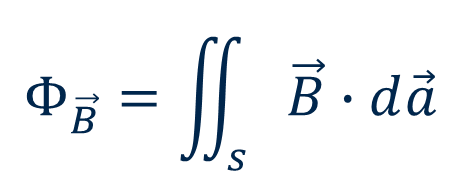 Φ_B⃗ = ∬_S B⃗ · da⃗